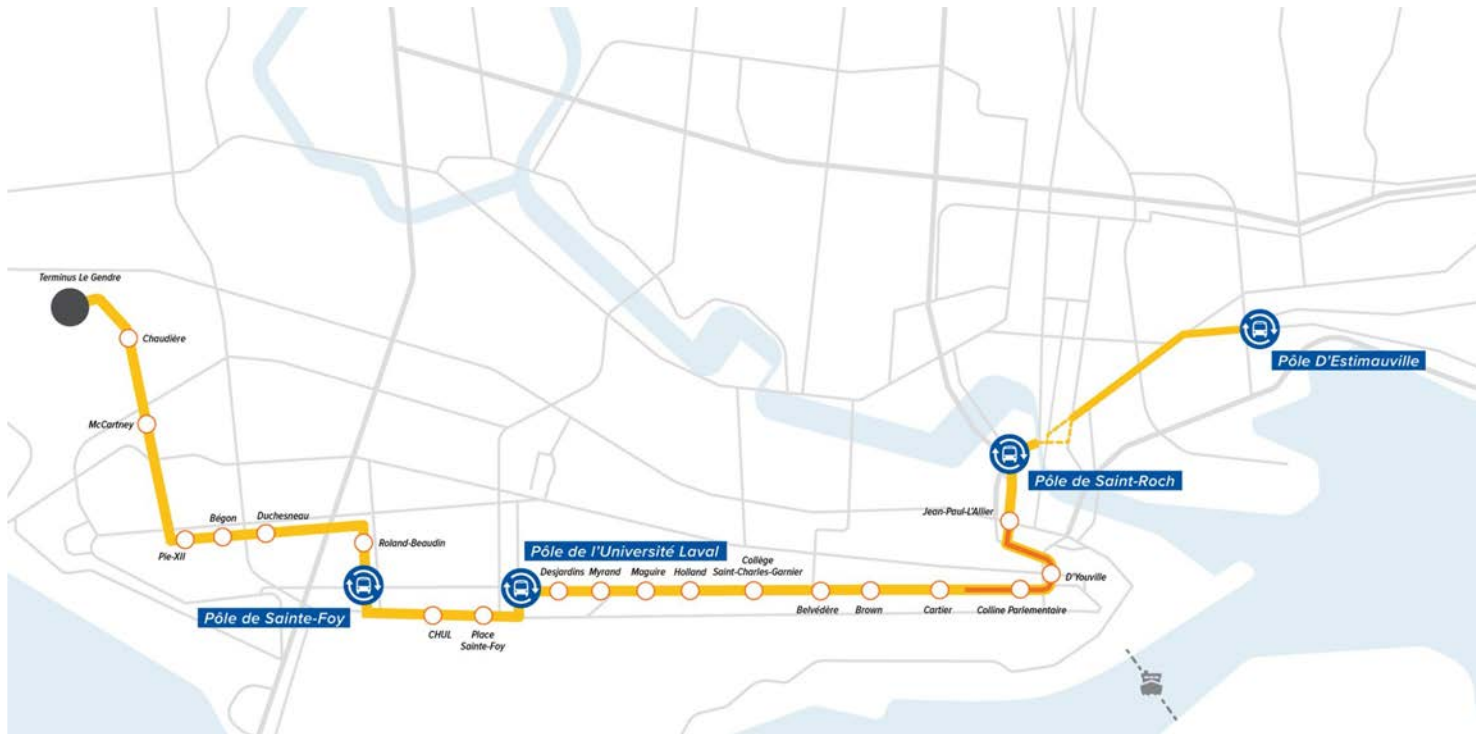 Terminus Le Gendre
Chaudière
McCartney
Pie-XII
Bégon
Duchesneau
Roland-Beaudin
Pôle de Sainte-Foy
CHUL
Place
Sainte-Foy
Pôle de l'Université Laval
Desjardins
Myrand
Maguire
Holland
Collège
Saint-Charles-Garnier
Belvédère
Brown
Cartier
Colline Parlementaire
D'Youville
Jean-Paul-L'Allier
Pôle de Saint-Roch
Pôle D'Estimauville